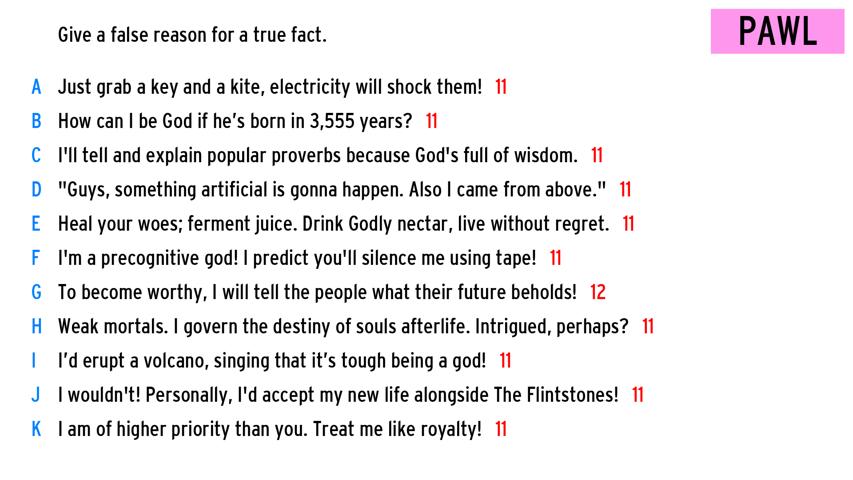 Give a false reason for a true fact.
PAWL
A Just grab a key and a kite, electricity will shock them! 11
B How can I be God if he's born in 3,555 years? 11
C I'll tell and explain popular proverbs because God's full of wisdom. 11
D "Guys, something artificial is gonna happen. Also I came from above." 11
E Heal your woes; ferment juice. Drink Godly nectar, live without regret. 11
F I'm a precognitive god! I predict you'll silence me using tape! 11
G To become worthy, I will tell the people what their future beholds! 12
H Weak mortals. I govern the destiny of souls afterlife. Intrigued, perhaps? 11
I I'd erupt a volcano, singing that it's tough being a god! 11
J I wouldn't! Personally, I'd accept my new life alongside The Flintstones! 11
K I am of higher priority than you. Treat me like royalty! 11